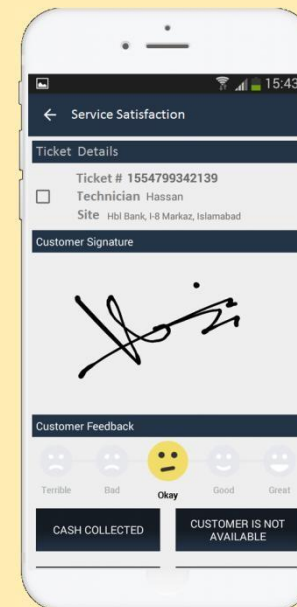 15:43
Service Satisfaction
Ticket Details
Ticket # 1554799342139
Technician Hassan
Site Hbl Bank, I-8 Markaz, Islamabad
Customer Signature
Customer Feedback
Terrible Bad Okay Good Great
CASH COLLECTED
CUSTOMER IS NOT
AVAILABLE